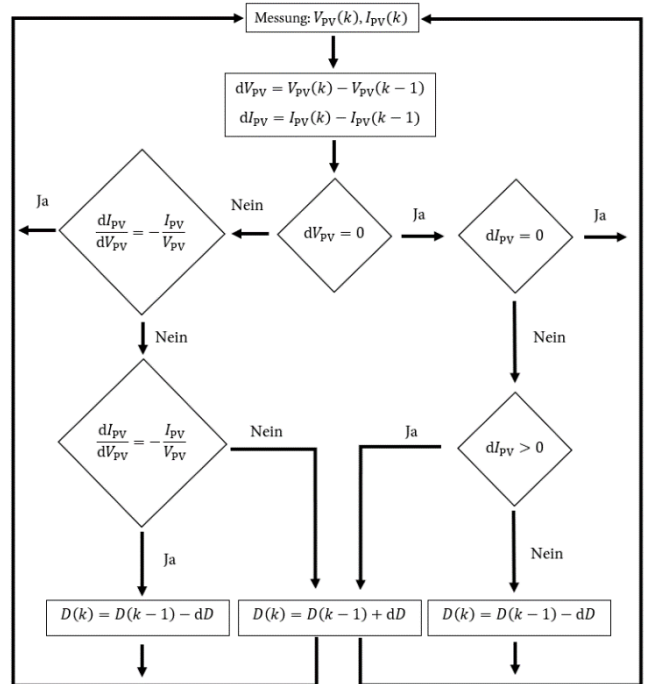 Messung: V_PV(k), I_PV(k)
dV_PV = V_PV(k) − V_PV(k − 1)
dI_PV = I_PV(k) − I_PV(k − 1)
Ja
dI_PV/dV_PV = − I_PV/V_PV
Nein
dV_PV = 0
Ja
dI_PV = 0
Ja
Nein
Nein
dI_PV/dV_PV = − I_PV/V_PV
Nein
Ja
dI_PV > 0
Ja
Nein
D(k) = D(k − 1) − dD
D(k) = D(k − 1) + dD
D(k) = D(k − 1) − dD